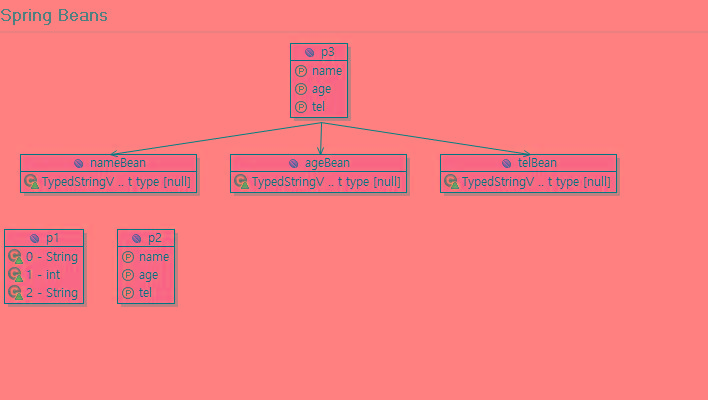 Spring Beans
p3
name
age
tel
nameBean
TypedStringV .. t type [null]
ageBean
TypedStringV .. t type [null]
telBean
TypedStringV .. t type [null]
p1
0 - String
1 - int
2 - String
p2
name
age
tel